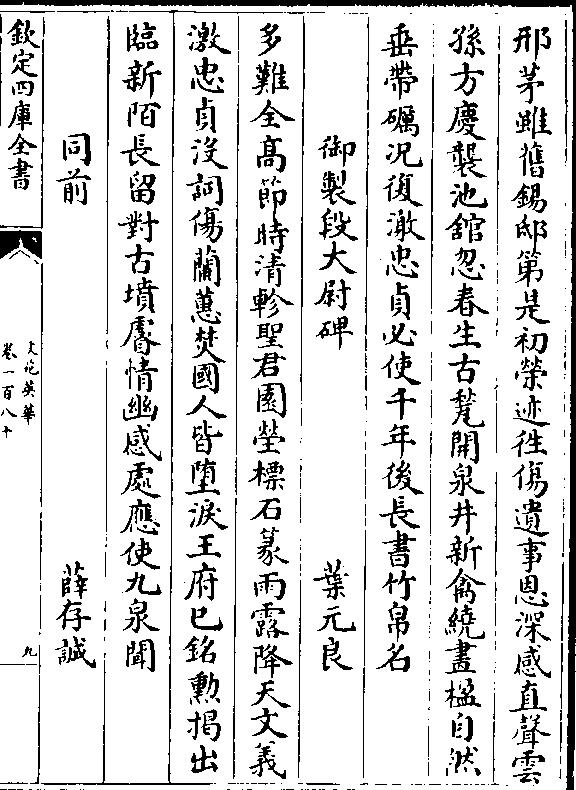 邢茅雖舊錫邸第是初榮迹徃傷遺事恩深感直聲雲
孫方慶襲池舘忽春生古甃開泉井新禽繞畫楹自然
垂帶礪况復激忠貞必使千年後長書竹帛名
御製段大尉碑 葉元良
多難全高節時清軫聖君園塋標石篆雨露降天文義
激忠貞沒詞傷蘭蕙焚國人皆墮淚王府已銘勲揭出
臨新陌長留對古墳睿情幽感處應使九泉聞
同前 薛存誠
欽定四庫全書
文苑英華
卷一百八十
九